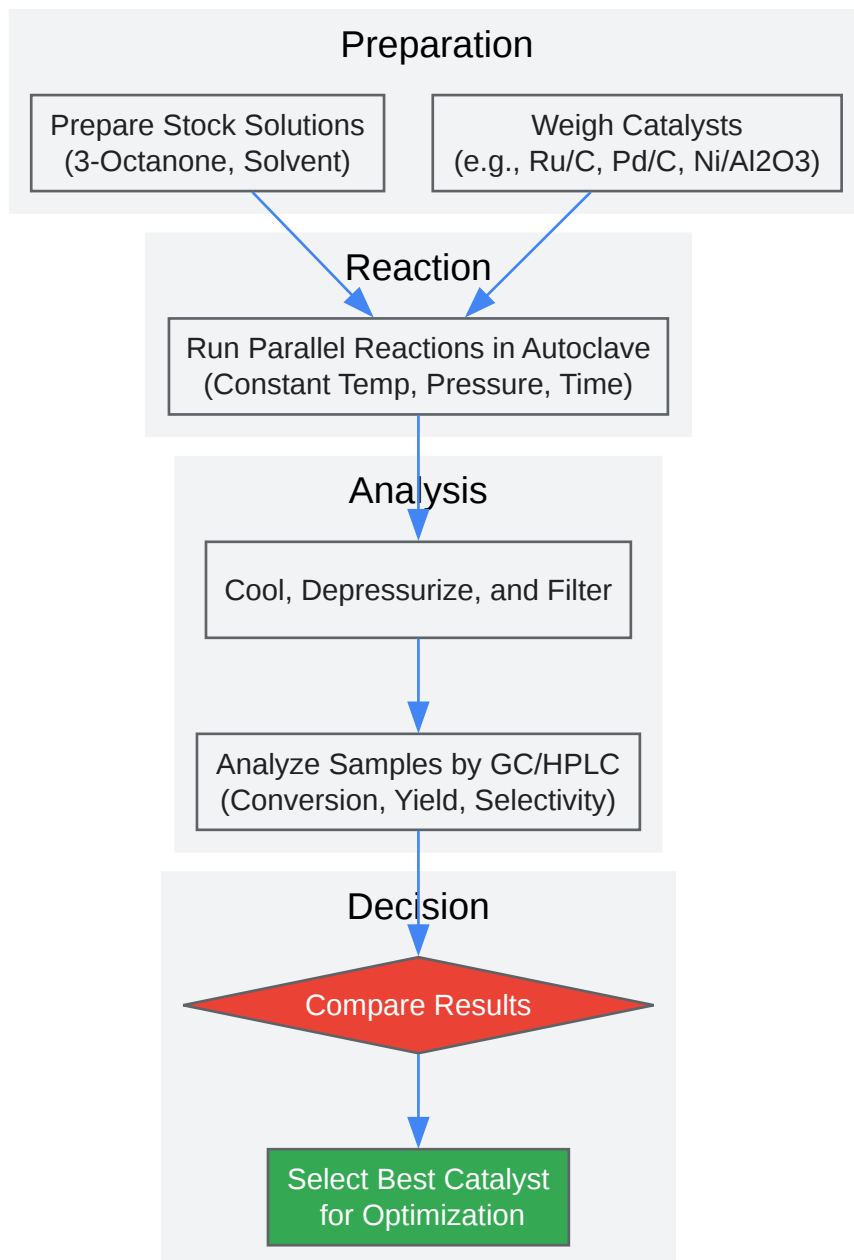 Preparation
Prepare Stock Solutions
(3-Octanone, Solvent)
Weigh Catalysts
(e.g., Ru/C, Pd/C, Ni/Al2O3)
Reaction
Run Parallel Reactions in Autoclave
(Constant Temp, Pressure, Time)
Analysis
Cool, Depressurize, and Filter
Analyze Samples by GC/HPLC
(Conversion, Yield, Selectivity)
Decision
Compare Results
Select Best Catalyst
for Optimization